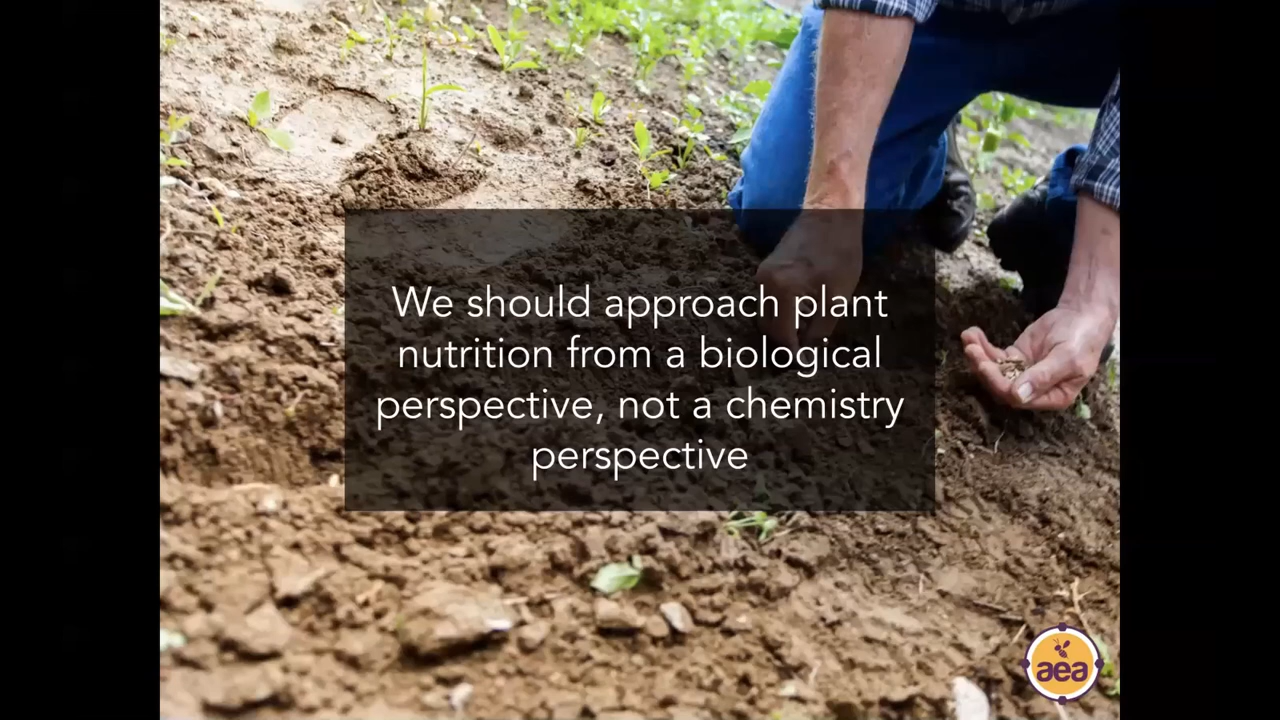 We should approach plant
nutrition from a biological
perspective, not a chemistry
perspective
aea